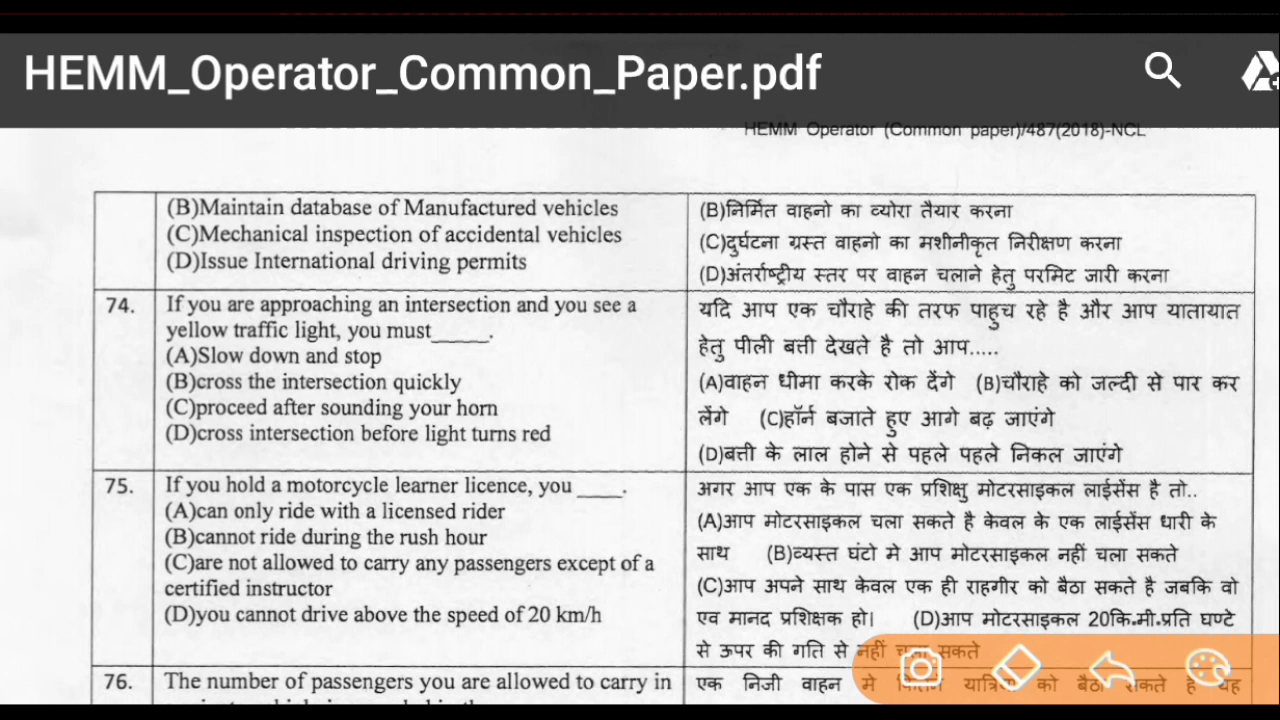 HEMM_Operator_Common_Paper.pdf
HEMM Operator (Common paper)/487(2018)-NCL
(B)Maintain database of Manufactured vehicles
(C)Mechanical inspection of accidental vehicles
(D)Issue International driving permits
(B)निर्मित वाहनो का व्योरा तैयार करना
(C)दुर्घटना ग्रस्त वाहनो का मशीनीकृत निरीक्षण करना
(D)अंतर्राष्ट्रीय स्तर पर वाहन चलाने हेतु परमिट जारी करना
74.
If you are approaching an intersection and you see a
yellow traffic light, you must_____.
(A)Slow down and stop
(B)cross the intersection quickly
(C)proceed after sounding your horn
(D)cross intersection before light turns red
यदि आप एक चौराहे की तरफ पाहुच रहे है और आप यातायात
हेतु पीली बती देखते है तो आप.....
(A)वाहन धीमा करके रोक देंगे (B)चौराहे को जल्दी से पार कर
लेंगे (C)हॉर्न बजाते हुए आगे बढ़ जाएंगे
(D)बत्ती के लाल होने से पहले पहले निकल जाएंगे
75.
If you hold a motorcycle learner licence, you ____.
(A)can only ride with a licensed rider
(B)cannot ride during the rush hour
(C)are not allowed to carry any passengers except of a
certified instructor
(D)you cannot drive above the speed of 20 km/h
अगर आप एक के पास एक प्रशिक्षु मोटरसाइकल लाईसेंस है तो..
(A)आप मोटरसाइकल चला सकते है केवल के एक लाईसेंस धारी के
साथ (B)व्यस्त घंटो मे आप मोटरसाइकल नहीं चला सकते
(C)आप अपने साथ केवल एक ही राहगीर को बैठा सकते है जबकि वो
एव मानद प्रशिक्षक हो। (D)आप मोटरसाइकल 20कि.मी.प्रति घण्टे
से ऊपर की गति से नहीं चला सकते
76.
The number of passengers you are allowed to carry in
एक निजी वाहन मे को बैठा सकते है यह